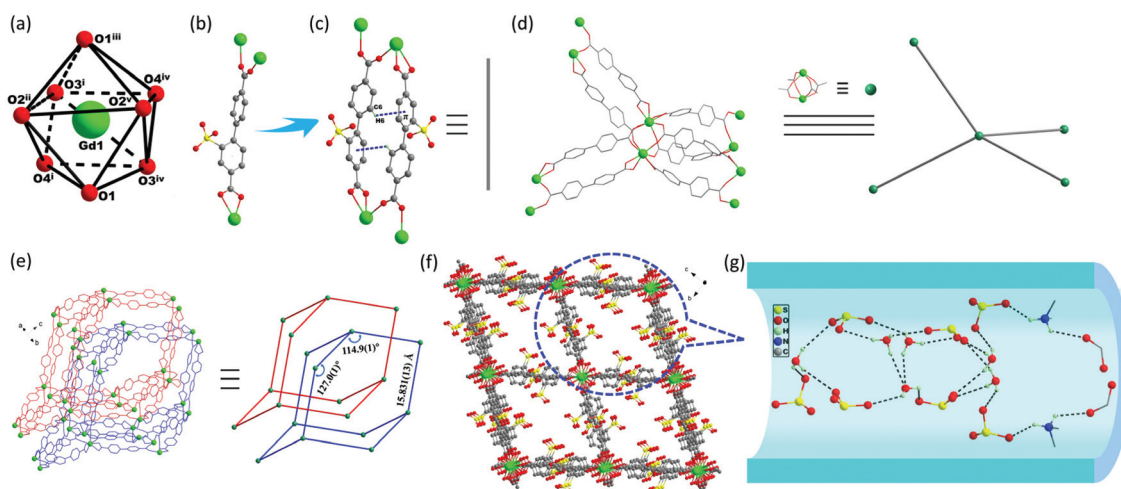 (a)
O1ⁱⁱⁱ
O3ⁱ
O4ⁱᵛ
O2ⁱⁱ
O2ᵛ
Gd1
O4ⁱ
O3ⁱᵛ
O1
(b)
(c)
C6
H6
π
(d)
(e)
a
c
b
114.9(1)°
127.8(1)°
15.831(13) Å
(f)
c
b
(g)
S
O
H
N
C